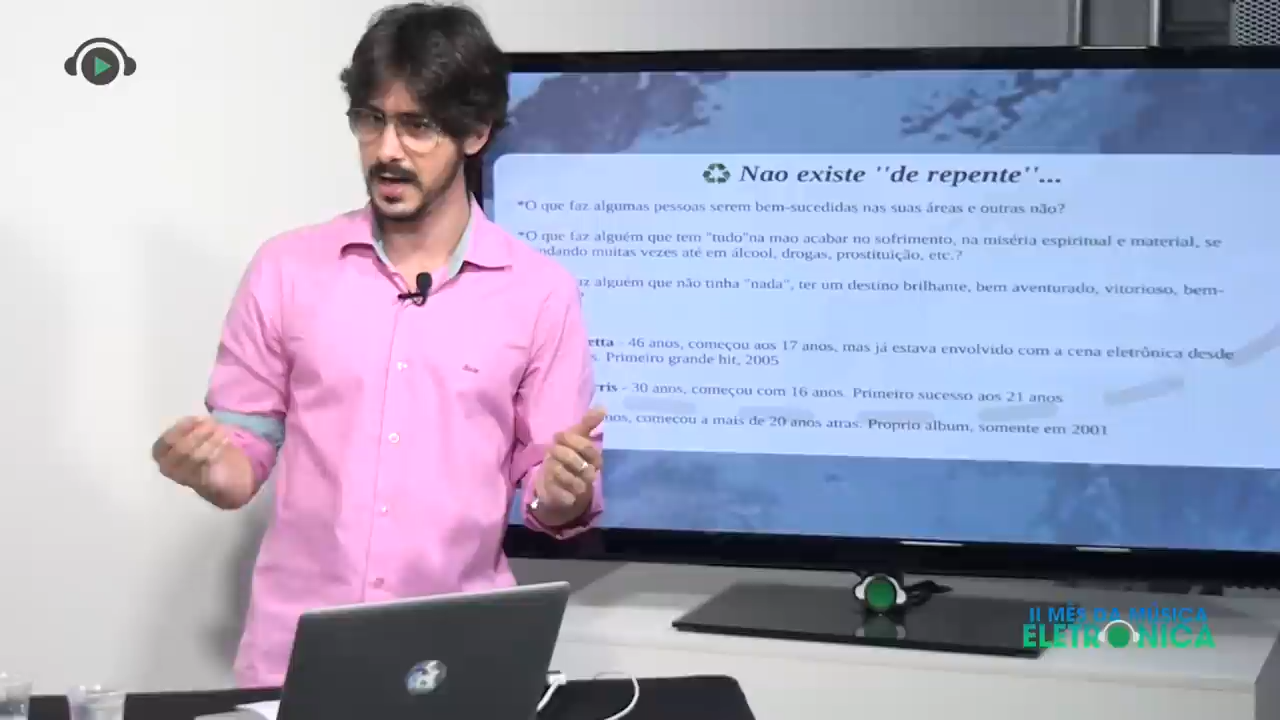 Nao existe ''de repente''...
*O que faz algumas pessoas serem bem-sucedidas nas suas áreas e outras não?
*O que faz alguém que tem "tudo"na mao acabar no sofrimento, na miséria espiritual e material, se
ndando muitas vezes até em álcool, drogas, prostituição, etc.?
az alguém que não tinha "nada", ter um destino brilhante, bem aventurado, vitorioso, bem-
?
etta - 46 anos, começou aos 17 anos, mas já estava envolvido com a cena eletrônica desde
s. Primeiro grande hit, 2005
rris - 30 anos, começou com 16 anos. Primeiro sucesso aos 21 anos
nos, começou a mais de 20 anos atras. Proprio album, somente em 2001
II MÊS DA MÚSICA
ELETRÔNICA